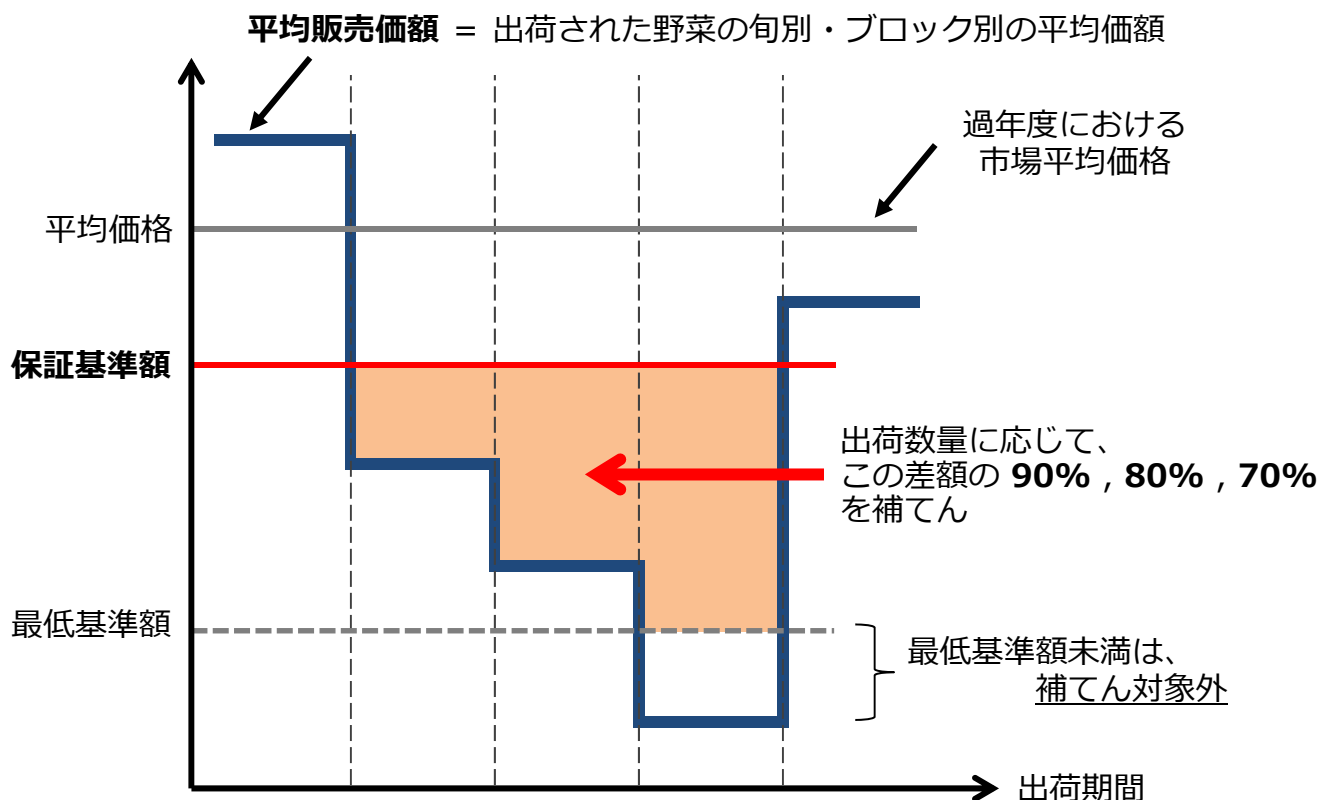 平均販売価額 = 出荷された野菜の旬別・ブロック別の平均価額
過年度における
市場平均価格
平均価格
保証基準額
出荷数量に応じて、
この差額の 90% , 80% , 70%
を補てん
最低基準額
最低基準額未満は、
補てん対象外
出荷期間